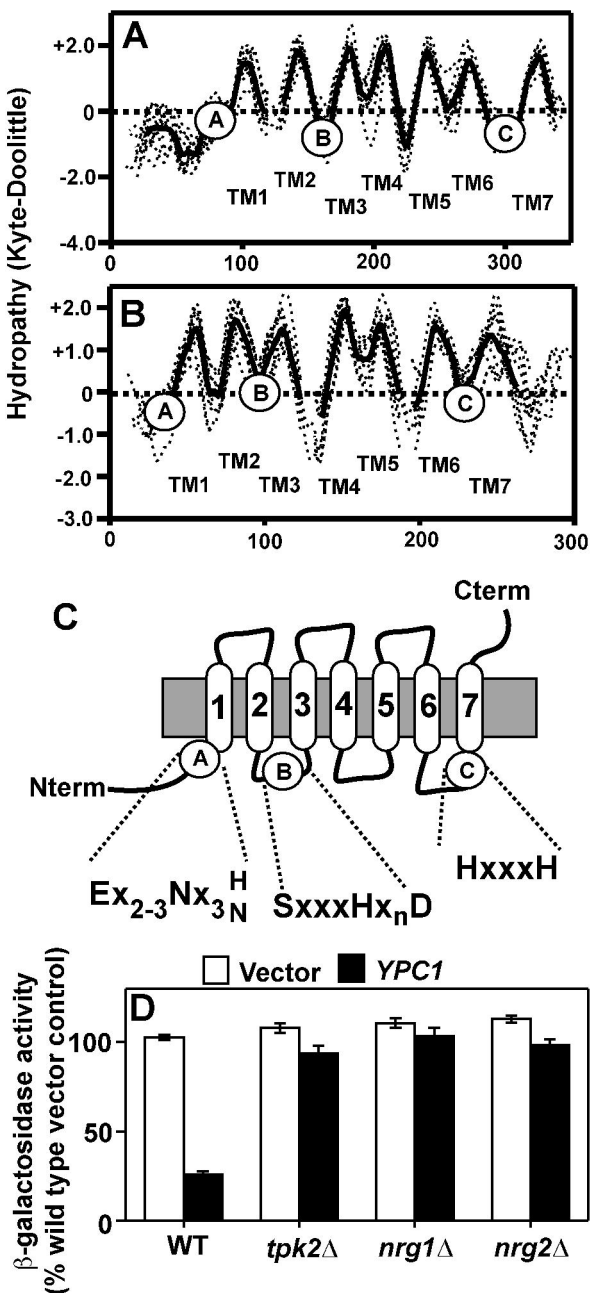 Hydropathy (Kyte-Doolittle)
A
+2.0
0
-2.0
-4.0
A
B
C
TM1
TM2
TM3
TM4
TM5
TM6
TM7
0
100
200
300
B
+2.0
+1.0
0
-1.0
-2.0
-3.0
A
B
C
TM1
TM2
TM3
TM4
TM5
TM6
TM7
0
100
200
300
C
Cterm
1 2 3 4 5 6 7
A
B
C
Nterm
Ex2-3Nx3 H N
SxxxHxnD
HxxxH
Vector
YPC1
D
β-galactosidase activity
(% wild type vector control)
100
50
0
WT
tpk2Δ
nrg1Δ
nrg2Δ